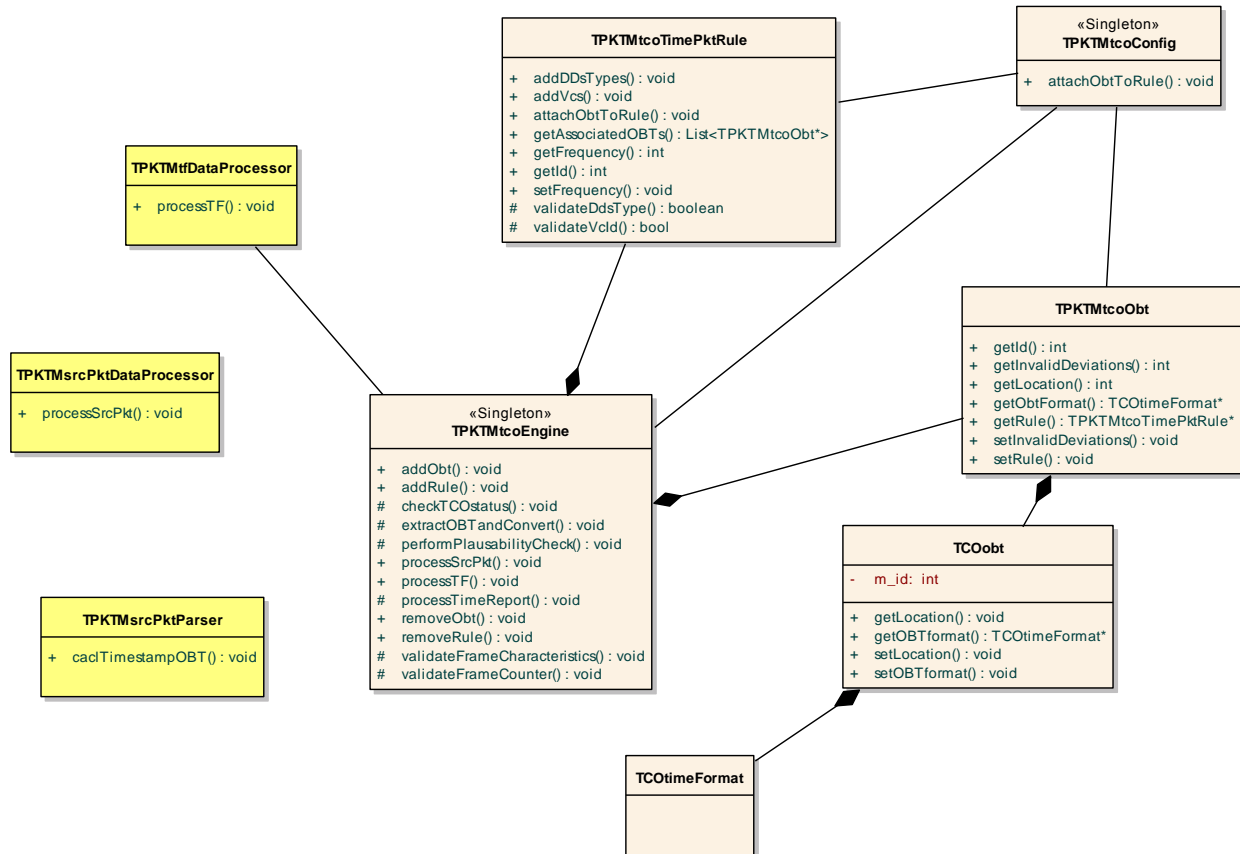 TPKTMtcoTimePktRule
+ addDDsTypes() : void
+ addVcs() : void
+ attachObtToRule() : void
+ getAssociatedOBTs() : List<TPKTMtcoObt*>
+ getFrequency() : int
+ getId() : int
+ setFrequency() : void
# validateDdsType() : boolean
# validateVcId() : bool
«Singleton»
TPKTMtcoConfig
+ attachObtToRule() : void
TPKTMtfDataProcessor
+ processTF() : void
TPKTMtcoObt
+ getId() : int
+ getInvalidDeviations() : int
+ getLocation() : int
+ getObtFormat() : TCOtimeFormat*
+ getRule() : TPKTMtcoTimePktRule*
+ setInvalidDeviations() : void
+ setRule() : void
TPKTMsrcPktDataProcessor
+ processSrcPkt() : void
«Singleton»
TPKTMtcoEngine
+ addObt() : void
+ addRule() : void
# checkTCOstatus() : void
# extractOBTandConvert() : void
# performPlausabilityCheck() : void
+ processSrcPkt() : void
+ processTF() : void
# processTimeReport() : void
+ removeObt() : void
+ removeRule() : void
# validateFrameCharacteristics() : void
# validateFrameCounter() : void
TCOobt
- m_id: int
+ getLocation() : void
+ getOBTformat() : TCOtimeFormat*
+ setLocation() : void
+ setOBTformat() : void
TPKTMsrcPktParser
+ caclTimestampOBT() : void
TCOtimeFormat